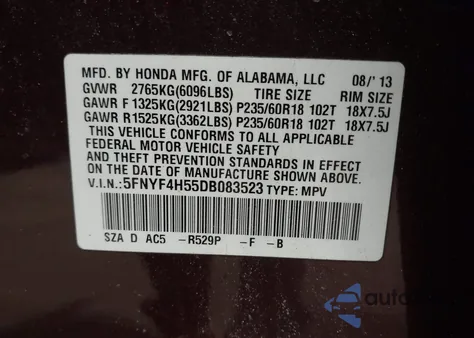 MFD. BY HONDA MFG. OF ALABAMA, LLC 08/'13
GVWR 2765KG(6096LBS) TIRE SIZE RIM SIZE
GAWR F 1325KG(2921LBS) P235/60R18 102T 18X7.5J
GAWR R1525KG(3362LBS) P235/60R18 102T 18X7.5J
THIS VEHICLE CONFORMS TO ALL APPLICABLE
FEDERAL MOTOR VEHICLE SAFETY
AND THEFT PREVENTION STANDARDS IN EFFECT
ON THE DATE OF MANUFACTURE SHOWN ABOVE.
V.I.N.:5FNYF4H55DB083523 TYPE: MPV
SZA D AC5 -R529P -F -B